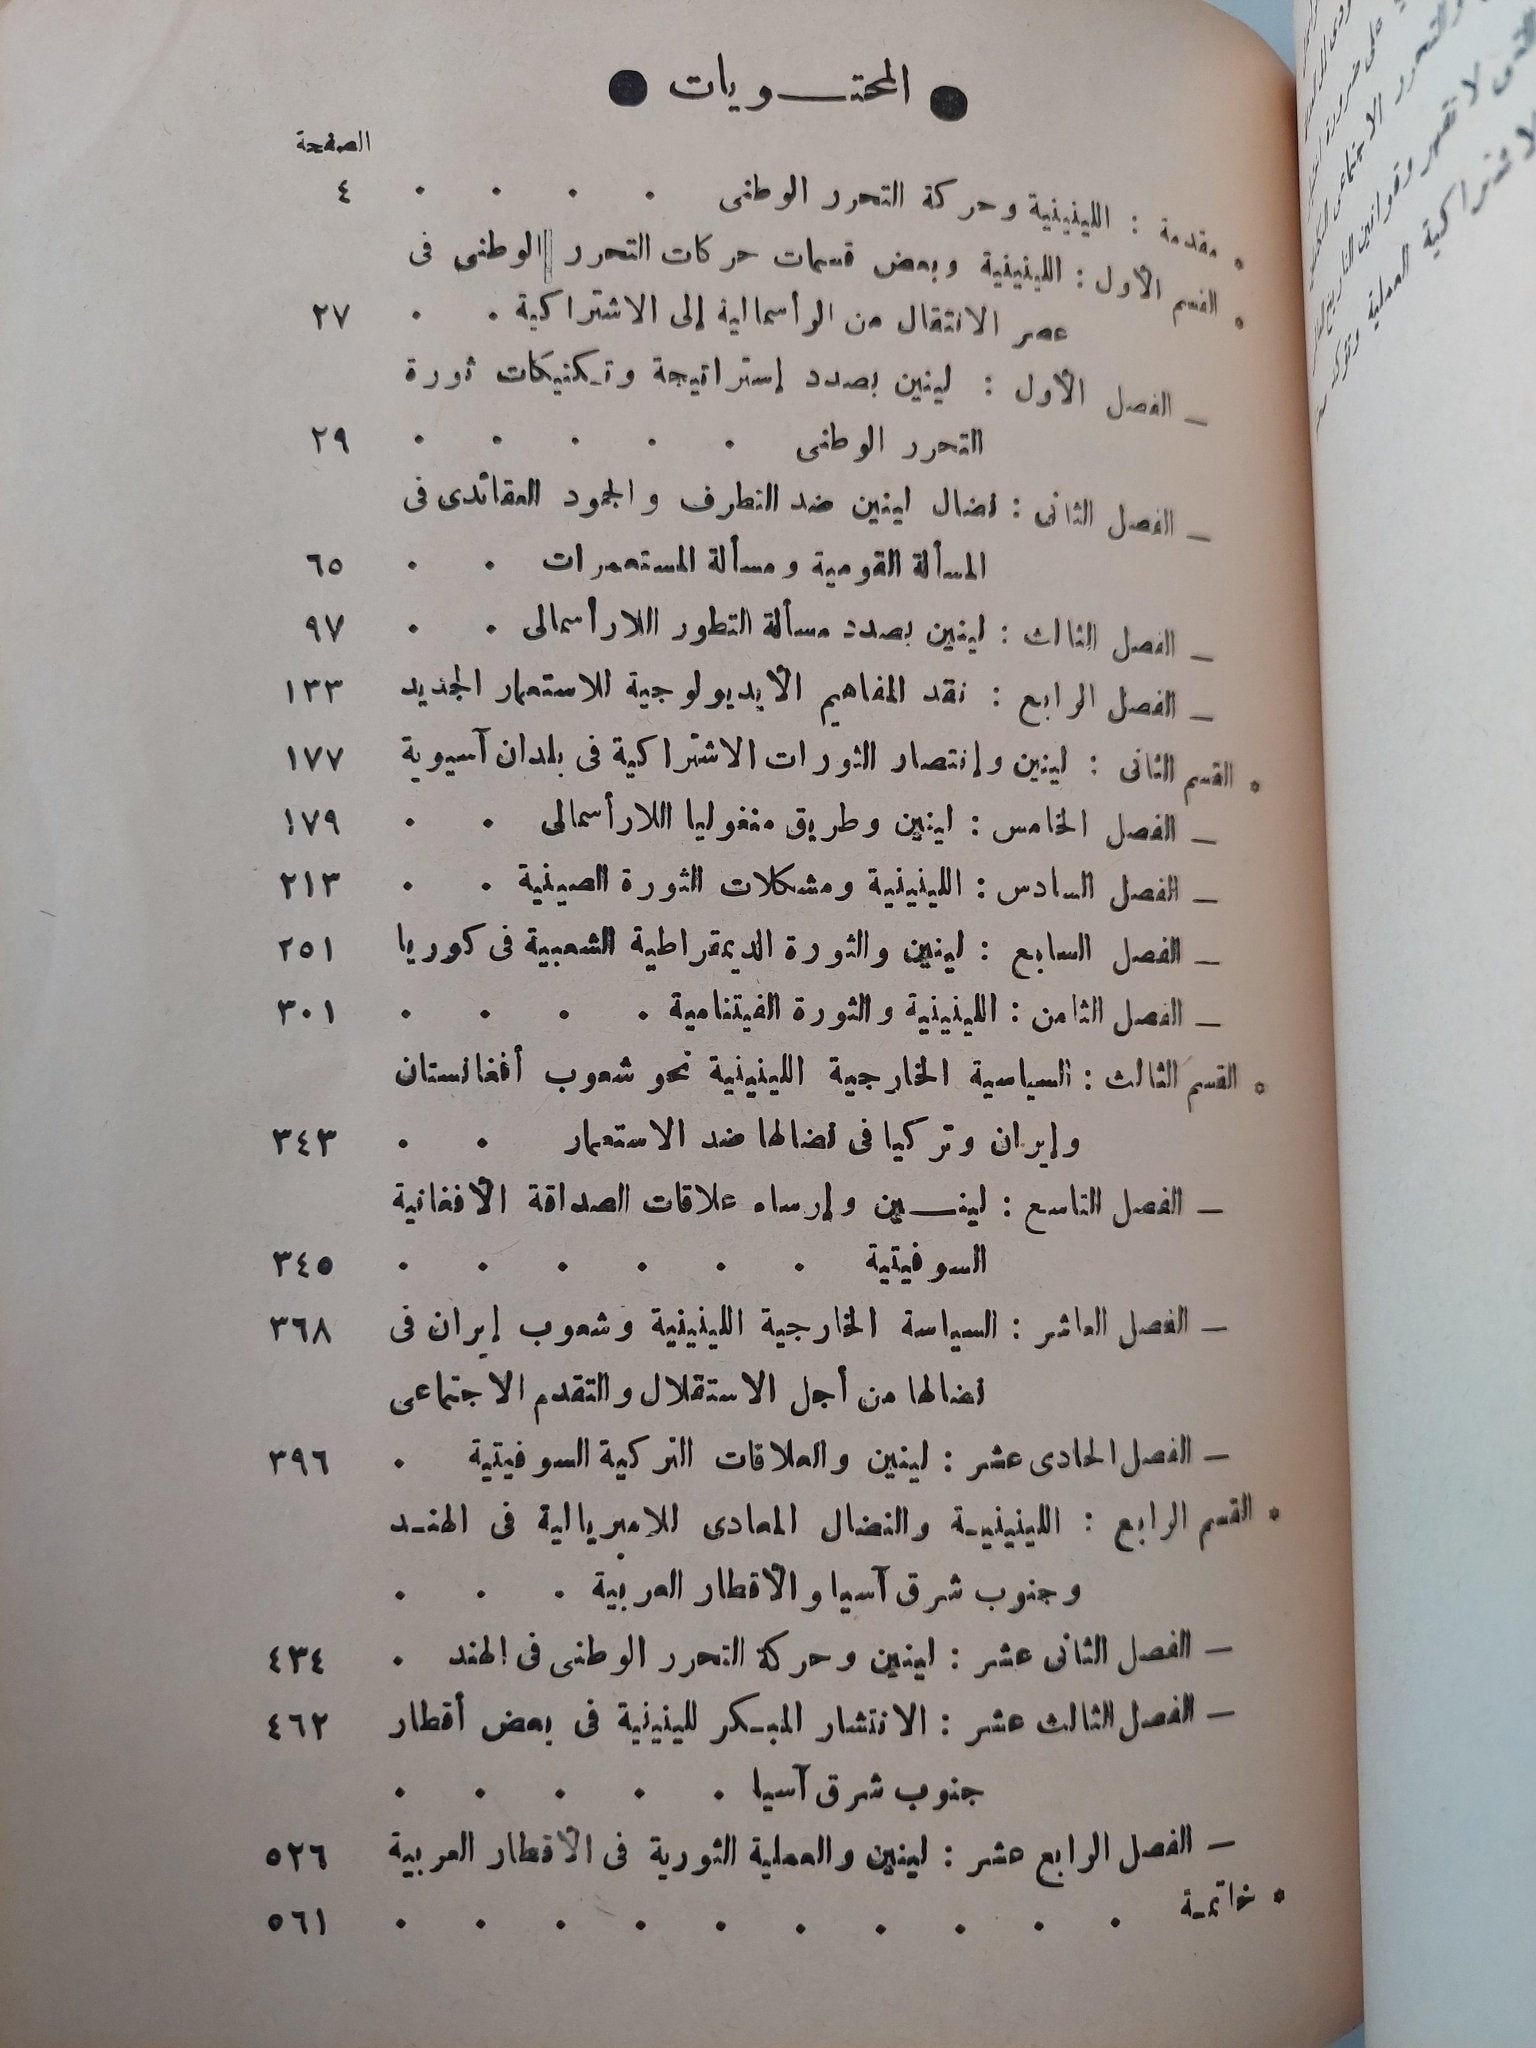 ● المحتـــويات ●
الصفحة
• مقدمة : اللينينية وحركة التحرر الوطنى . . . . ٤
• القسم الأول : اللينينية وبعض قسمات حركات التحرر الوطنى فى
عصر الانتقال من الرأسمالية إلى الاشتراكية . . ٢٧
– الفصل الأول : لينين بصدد إستراتيجة وتـكنيكات ثورة
التحرر الوطنى . . . . . ٢٩
– الفصل الثانى : نضال لينين ضد التطرف والجمود العقائدى فى
المسألة القومية ومسألة المستعمرات . . ٦٥
– الفصل الثالث : لينين بصدد مسألة التطور اللارأسمالى . . ٩٧
– الفصل الرابع : نقد المفاهيم الأيديولوجية للاستعمار الجديد ١٣٣
• القسم الثانى : لينين وإنتصار الثورات الاشتراكية فى بلدان آسيوية ١٧٧
– الفصل الخامس : لينين وطريق منغوليا اللارأسمالى . . ١٧٩
– الفصل السادس : اللينينية ومشكلات الثورة الصينية . . ٢١٣
– الفصل السابع : لينين والثورة الديمقراطية الشعبية فى كوريا ٢٥١
– الفصل الثامن : اللينينية والثورة الفيتنامية . . . . ٣٠١
• القسم الثالث : السياسية الخارجية اللينينية نحو شعوب أفغانستان
وإيران وتركيا فى نضالها ضد الاستعمار . . ٣٤٣
– الفصل التاسع : لينـــين وإرساء علاقات الصداقة الأفغانية
السوفيتية . . . . . . ٣٤٥
– الفصل العاشر : السياسة الخارجية اللينينية وشعوب إيران فى ٣٦٨
نضالها من أجل الاستقلال والتقدم الاجتماعى
– الفصل الحادى عشر : لينين والعلاقات التركية السوفيتية . ٣٩٦
• القسم الرابع : اللينينيـة والنضال المعادى للامبريالية فى الهنـد
وجنوب شرق آسيا والأقطار العربية . . .
– الفصل الثانى عشر : لينين وحركة التحرر الوطنى فى الهند . ٤٣٤
– الفصل الثالث عشر : الانتشار المبـكر للينينية فى بعض أقطار ٤٦٢
جنوب شرق آسيا . . . . .
– الفصل الرابع عشر : لينين والعملية الثورية فى الأقطار العربية ٥٢٦
• خاتمـة . . . . . . . . . . ٥٦١